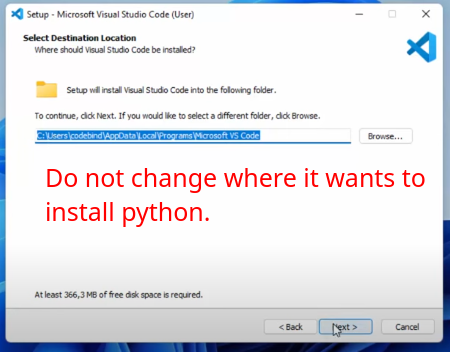 Setup - Microsoft Visual Studio Code (User)
Select Destination Location
Where should Visual Studio Code be installed?
Setup will install Visual Studio Code into the following folder.
To continue, click Next. If you would like to select a different folder, click Browse.
C:\Users\codebind\AppData\Local\Programs\Microsoft VS Code
Browse...
Do not change where it wants to
install python.
At least 366,3 MB of free disk space is required.
< Back
Next >
Cancel